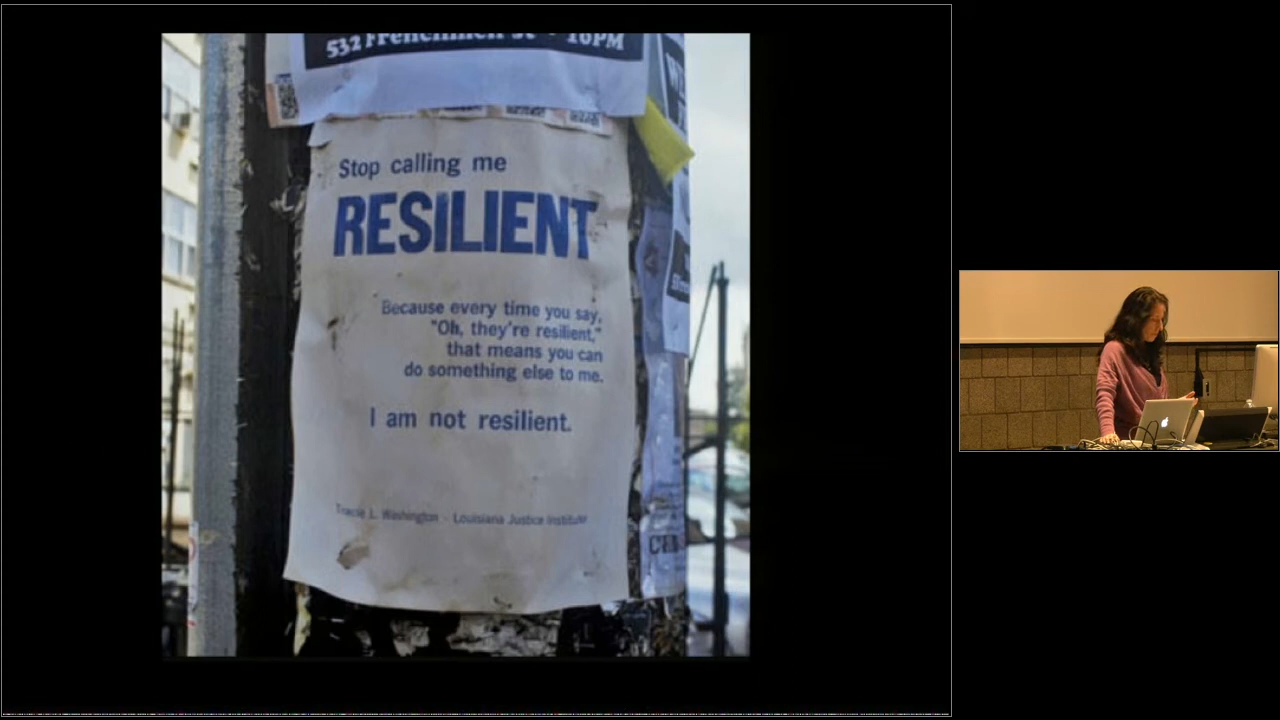 532 Frenchmen St · 10PM
Stop calling me
RESILIENT
Because every time you say,
"Oh, they're resilient,"
that means you can
do something else to me.
I am not resilient.
Tracie L. Washington - Louisiana Justice Institute